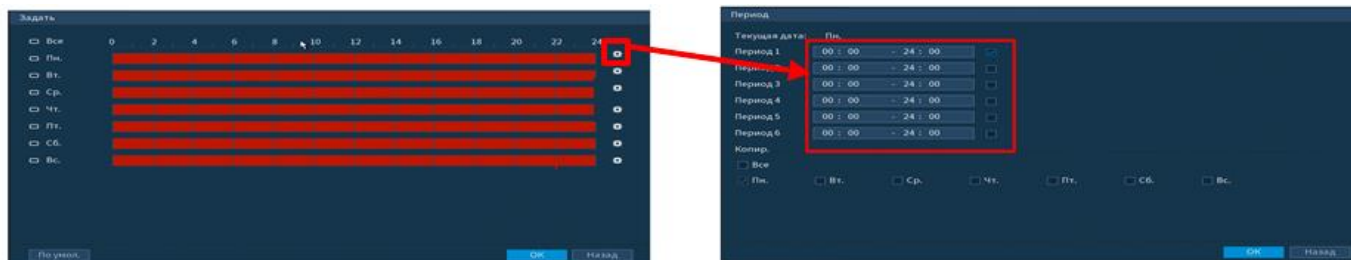 Задать
Все 0 2 4 6 8 10 12 14 16 18 20 22 24
Пн.
Вт.
Ср.
Чт.
Пт.
Сб.
Вс.
По умол. OK Назад
Период
Текущая дата: Пн.
Период 1 00 : 00 - 24 : 00
Период 2 00 : 00 - 24 : 00
Период 3 00 : 00 - 24 : 00
Период 4 00 : 00 - 24 : 00
Период 5 00 : 00 - 24 : 00
Период 6 00 : 00 - 24 : 00
Копир.
Все
Пн. Вт. Ср. Чт. Пт. Сб. Вс.
OK Назад